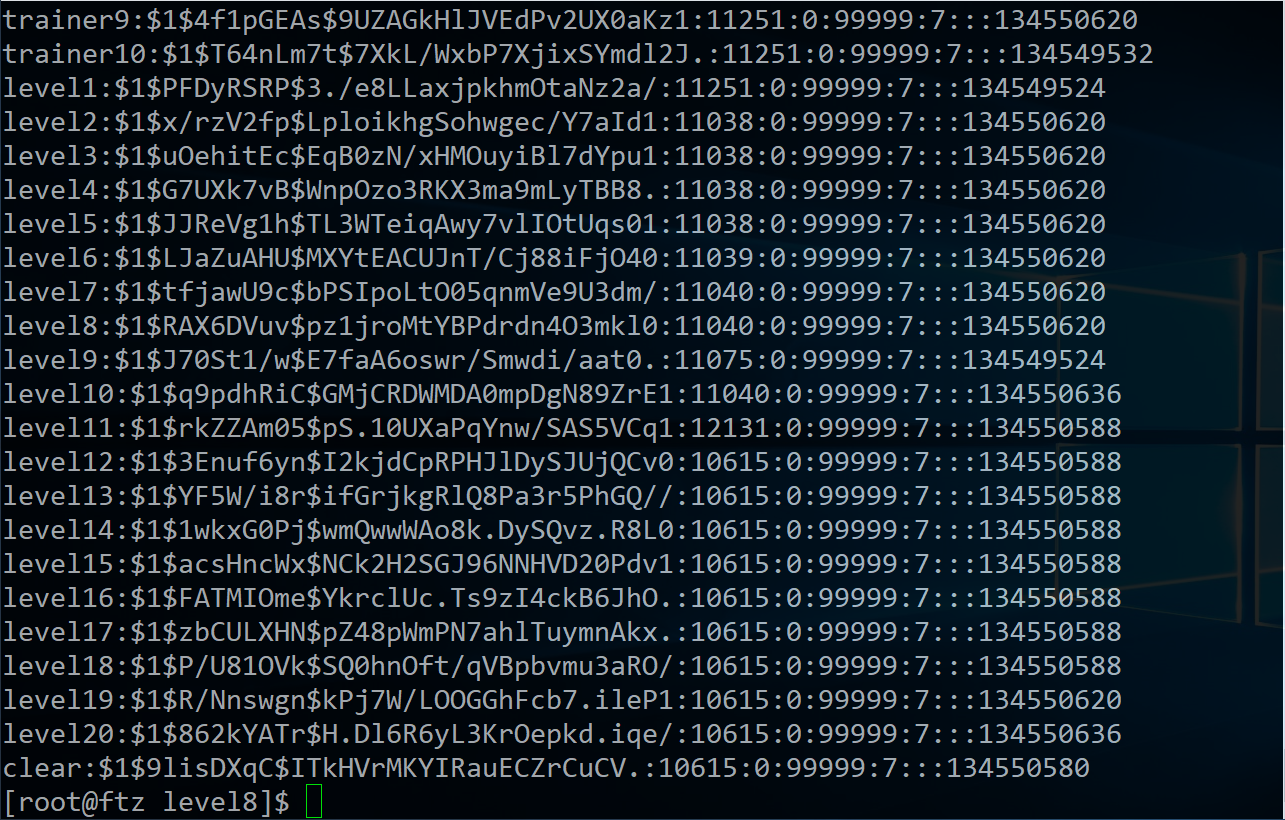 trainer9:$1$4f1pGEAs$9UZAGkHlJVEdPv2UX0aKz1:11251:0:99999:7:::134550620
trainer10:$1$T64nLm7t$7XkL/WxbP7XjixSYmdl2J.:11251:0:99999:7:::134549532
level1:$1$PFDyRSRP$3./e8LLaxjpkhmOtaNz2a/:11251:0:99999:7:::134549524
level2:$1$x/rzV2fp$LploikhgSohwgec/Y7aId1:11038:0:99999:7:::134550620
level3:$1$uOehitEc$EqB0zN/xHMOuyiBl7dYpu1:11038:0:99999:7:::134550620
level4:$1$G7UXk7vB$WnpOzo3RKX3ma9mLyTBB8.:11038:0:99999:7:::134550620
level5:$1$JJReVg1h$TL3WTeiqAwy7vlIOtUqs01:11038:0:99999:7:::134550620
level6:$1$LJaZuAHU$MXYtEACUJnT/Cj88iFjO40:11039:0:99999:7:::134550620
level7:$1$tfjawU9c$bPSIpoLtO05qnmVe9U3dm/:11040:0:99999:7:::134550620
level8:$1$RAX6DVuv$pz1jroMtYBPdrdn4O3mkl0:11040:0:99999:7:::134550620
level9:$1$J70St1/w$E7faA6oswr/Smwdi/aat0.:11075:0:99999:7:::134549524
level10:$1$q9pdhRiC$GMjCRDWMDA0mpDgN89ZrE1:11040:0:99999:7:::134550636
level11:$1$rkZZAm05$pS.10UXaPqYnw/SAS5VCq1:12131:0:99999:7:::134550588
level12:$1$3Enuf6yn$I2kjdCpRPHJlDySJUjQCv0:10615:0:99999:7:::134550588
level13:$1$YF5W/i8r$ifGrjkgRlQ8Pa3r5PhGQ//:10615:0:99999:7:::134550588
level14:$1$1wkxG0Pj$wmQwwWAo8k.DySQvz.R8L0:10615:0:99999:7:::134550588
level15:$1$acsHncWx$NCk2H2SGJ96NNHVD20Pdv1:10615:0:99999:7:::134550588
level16:$1$FATMIOme$YkrclUc.Ts9zI4ckB6JhO.:10615:0:99999:7:::134550588
level17:$1$zbCULXHN$pZ48pWmPN7ahlTuymnAkx.:10615:0:99999:7:::134550588
level18:$1$P/U81OVk$SQ0hnOft/qVBpbvmu3aRO/:10615:0:99999:7:::134550588
level19:$1$R/Nnswgn$kPj7W/LOOGGhFcb7.ileP1:10615:0:99999:7:::134550620
level20:$1$862kYATr$H.Dl6R6yL3KrOepkd.iqe/:10615:0:99999:7:::134550636
clear:$1$9lisDXqC$ITkHVrMKYIRauECZrCuCV.:10615:0:99999:7:::134550580
[root@ftz level8]$